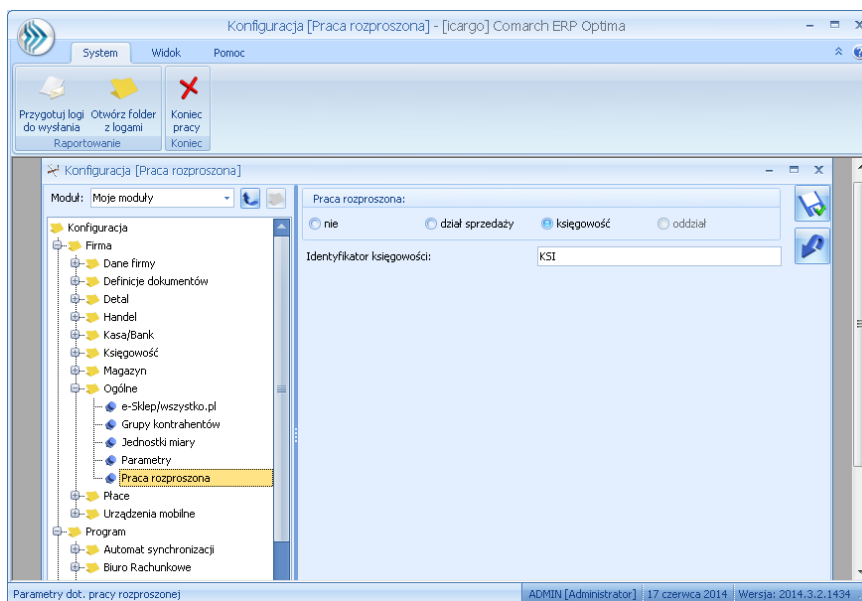 Konfiguracja [Praca rozproszona] - [icargo] Comarch ERP Optima
System Widok Pomoc
Przygotuj logi do wysłania
Otwórz folder z logami
Koniec pracy
Raportowanie Koniec
Konfiguracja [Praca rozproszona]
Moduł: Moje moduły
Konfiguracja
Firma
Dane firmy
Definicje dokumentów
Detal
Handel
Kasa/Bank
Księgowość
Magazyn
Ogólne
e-Sklep/wszystko.pl
Grupy kontrahentów
Jednostki miary
Parametry
Praca rozproszona
Płace
Urządzenia mobilne
Program
Automat synchronizacji
Biuro Rachunkowe
Praca rozproszona:
nie dział sprzedaży księgowość oddział
Identyfikator księgowości: KSI
Parametry dot. pracy rozproszonej ADMIN [Administrator] 17 czerwca 2014 Wersja: 2014.3.2.1434